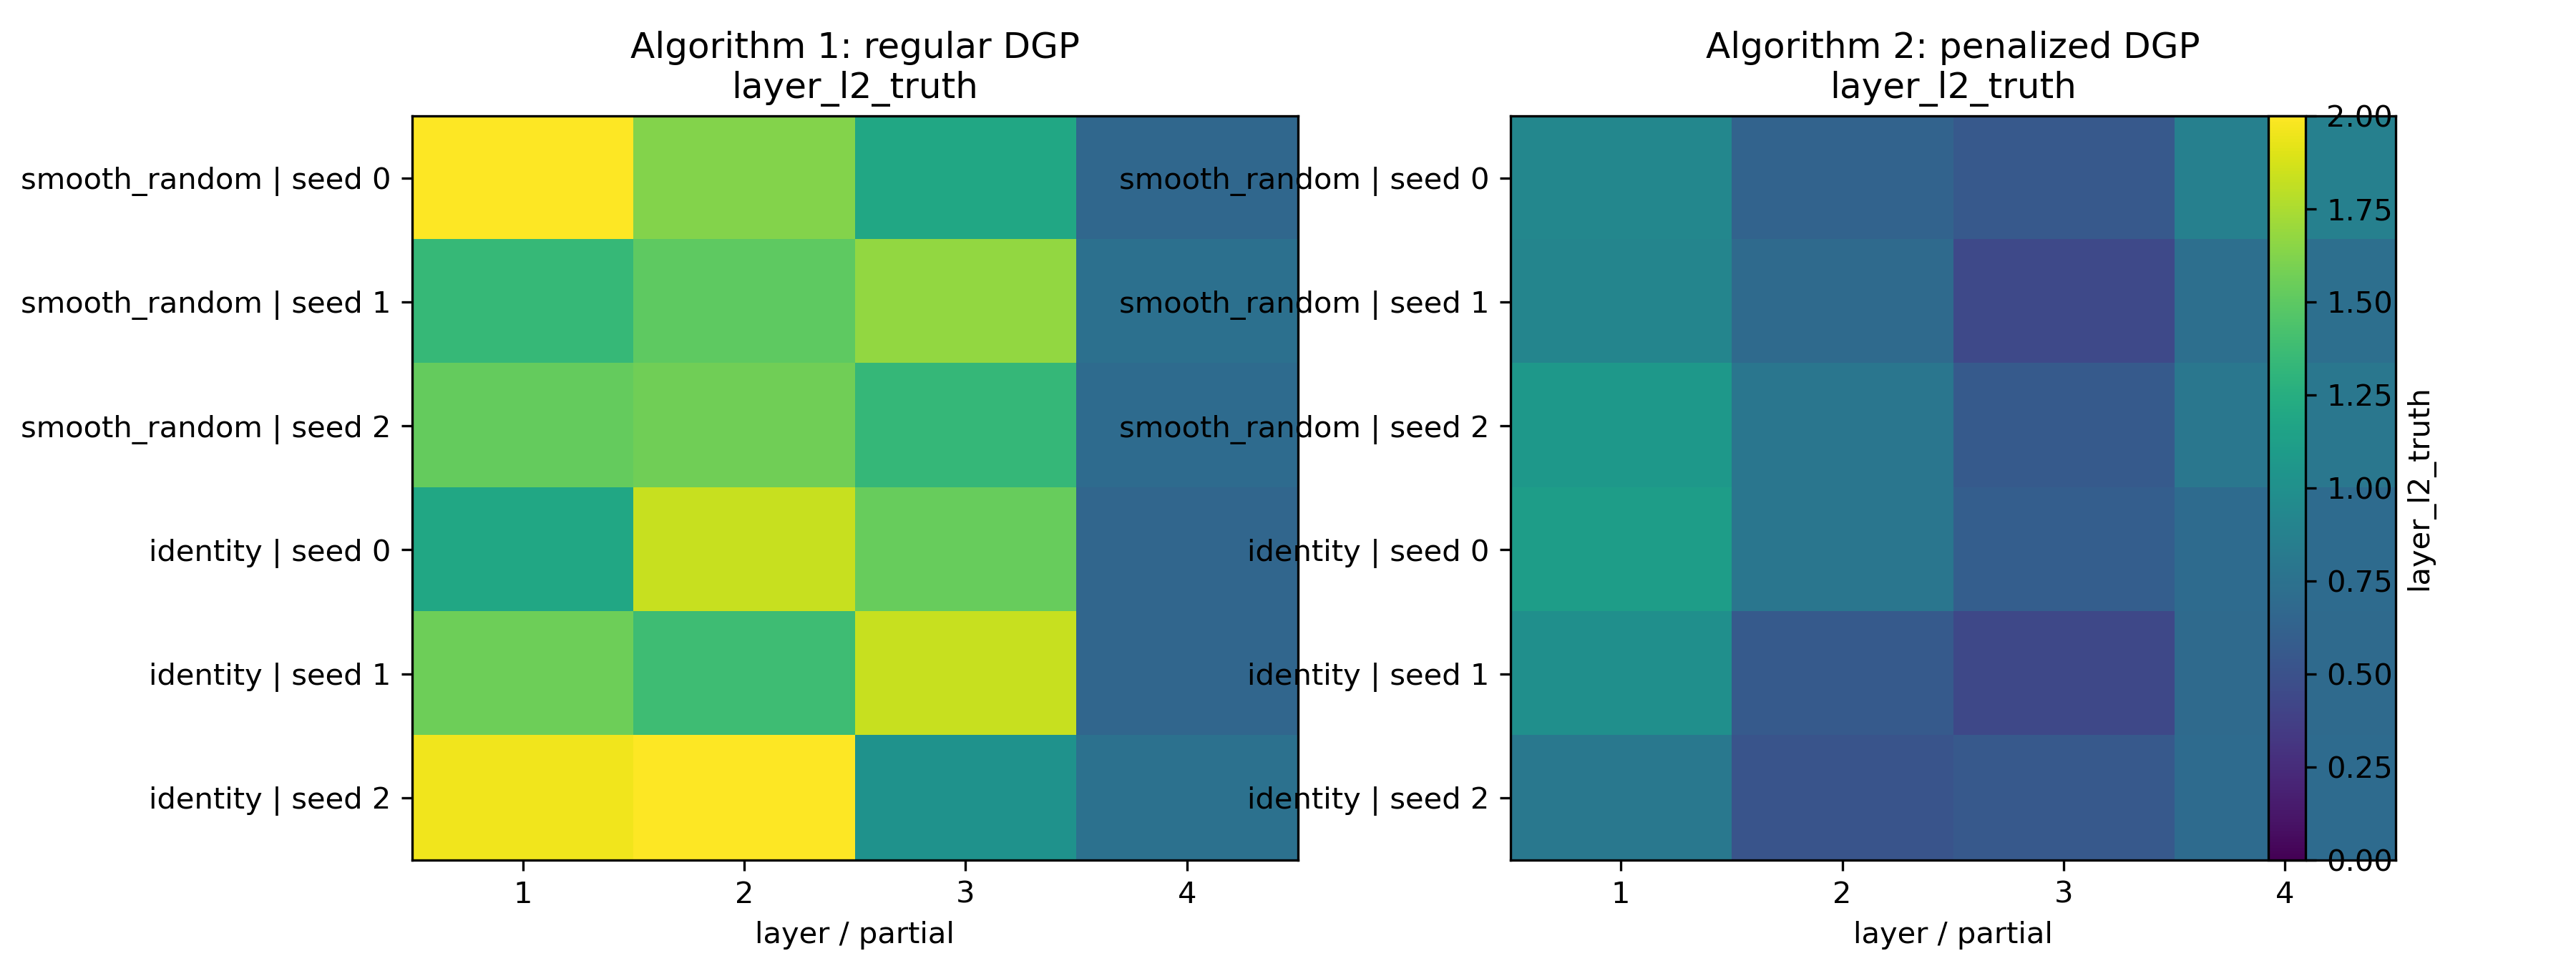 Algorithm 1: regular DGP
layer_l2_truth
smooth_random | seed 0
smooth_random | seed 1
smooth_random | seed 2
identity | seed 0
identity | seed 1
identity | seed 2
1 2 3 4
layer / partial
Algorithm 2: penalized DGP
layer_l2_truth
smooth_random | seed 0
smooth_random | seed 1
smooth_random | seed 2
identity | seed 0
identity | seed 1
identity | seed 2
1 2 3 4
layer / partial
2.00
1.75
1.50
1.25
1.00
0.75
0.50
0.25
0.00
layer_l2_truth